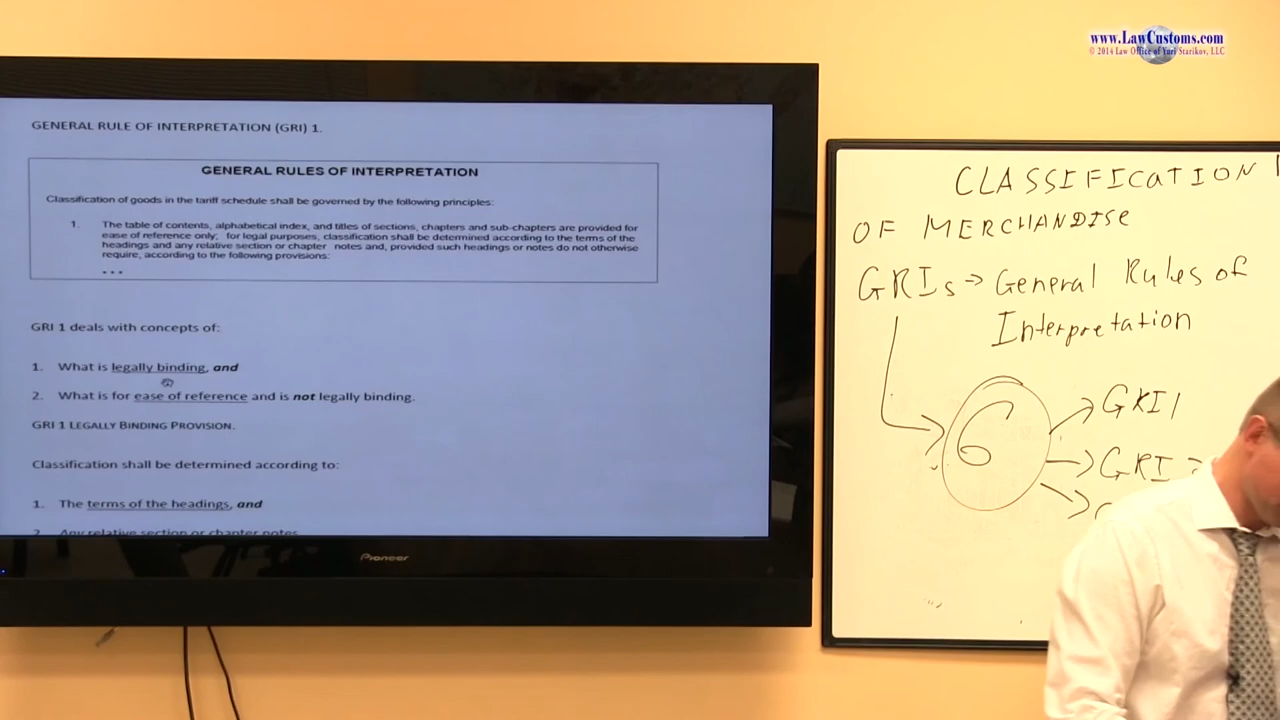 www.LawCustoms.com
© 2014 Law Office of Yuri Starikov, LLC
GENERAL RULE OF INTERPRETATION (GRI) 1.
GENERAL RULES OF INTERPRETATION
Classification of goods in the tariff schedule shall be governed by the following principles:
1. The table of contents, alphabetical index, and titles of sections, chapters and sub-chapters are provided for
ease of reference only; for legal purposes, classification shall be determined according to the terms of the
headings and any relative section or chapter notes and, provided such headings or notes do not otherwise
require, according to the following provisions:
• • •
GRI 1 deals with concepts of:
1. What is legally binding, and
2. What is for ease of reference and is not legally binding.
GRI 1 LEGALLY BINDING PROVISION.
Classification shall be determined according to:
1. The terms of the headings, and
2. Any relative section or chapter notes
Pioneer
CLASSIFICATION
OF MERCHANDISE
GRIs → General Rules of
Interpretation
6
GRI 1
GRI